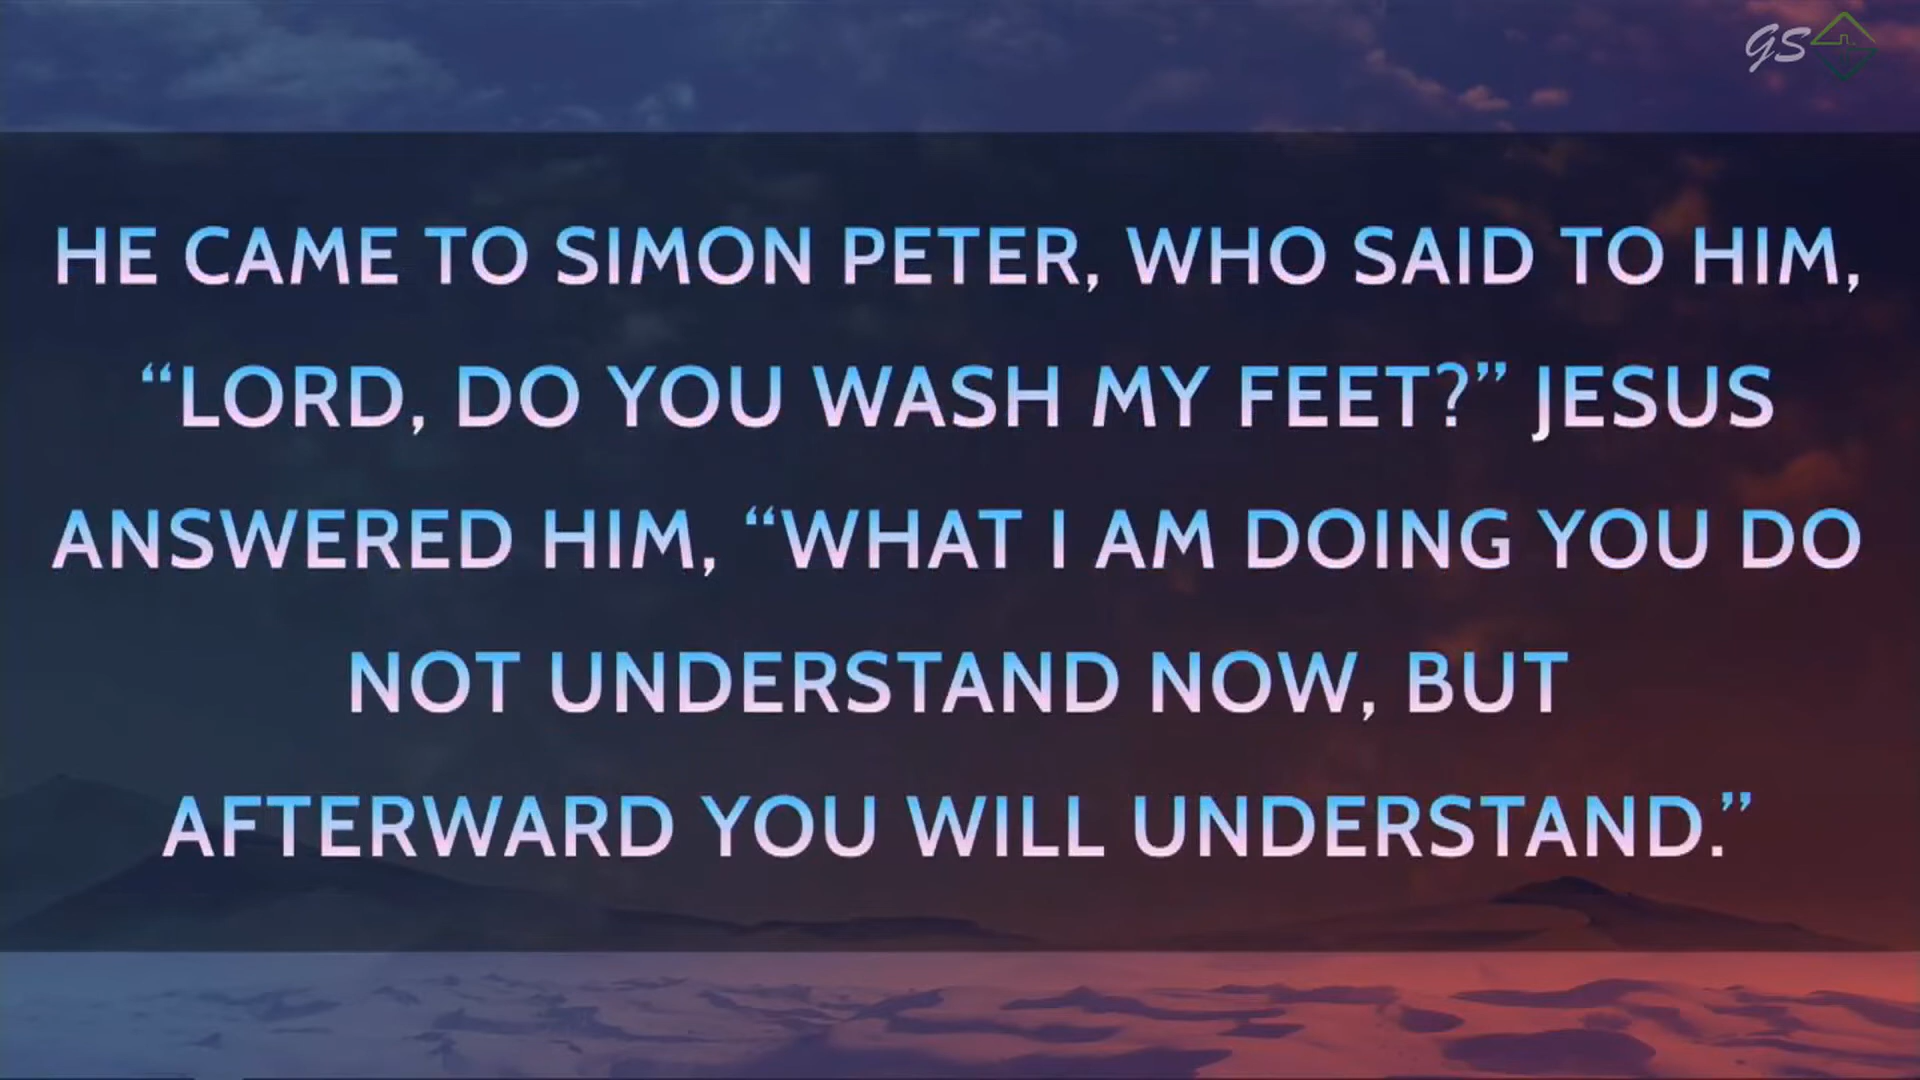 GS
HE CAME TO SIMON PETER, WHO SAID TO HIM,
“LORD, DO YOU WASH MY FEET?” JESUS
ANSWERED HIM, “WHAT I AM DOING YOU DO
NOT UNDERSTAND NOW, BUT
AFTERWARD YOU WILL UNDERSTAND.”